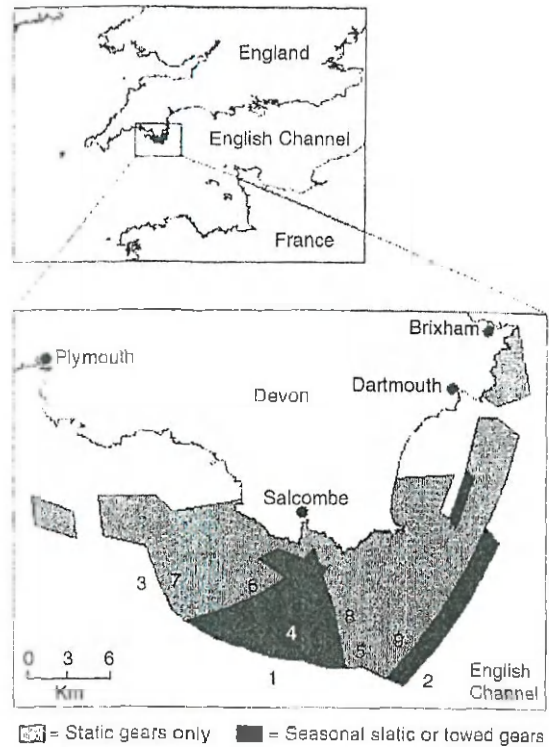 England
English Channel
France
Brixham
Plymouth
Dartmouth
Devon
Salcombe
3
7
6
8
4
5
9
0 3 6
Km
1
2
English
Channel
= Static gears only
= Seasonal static or towed gears